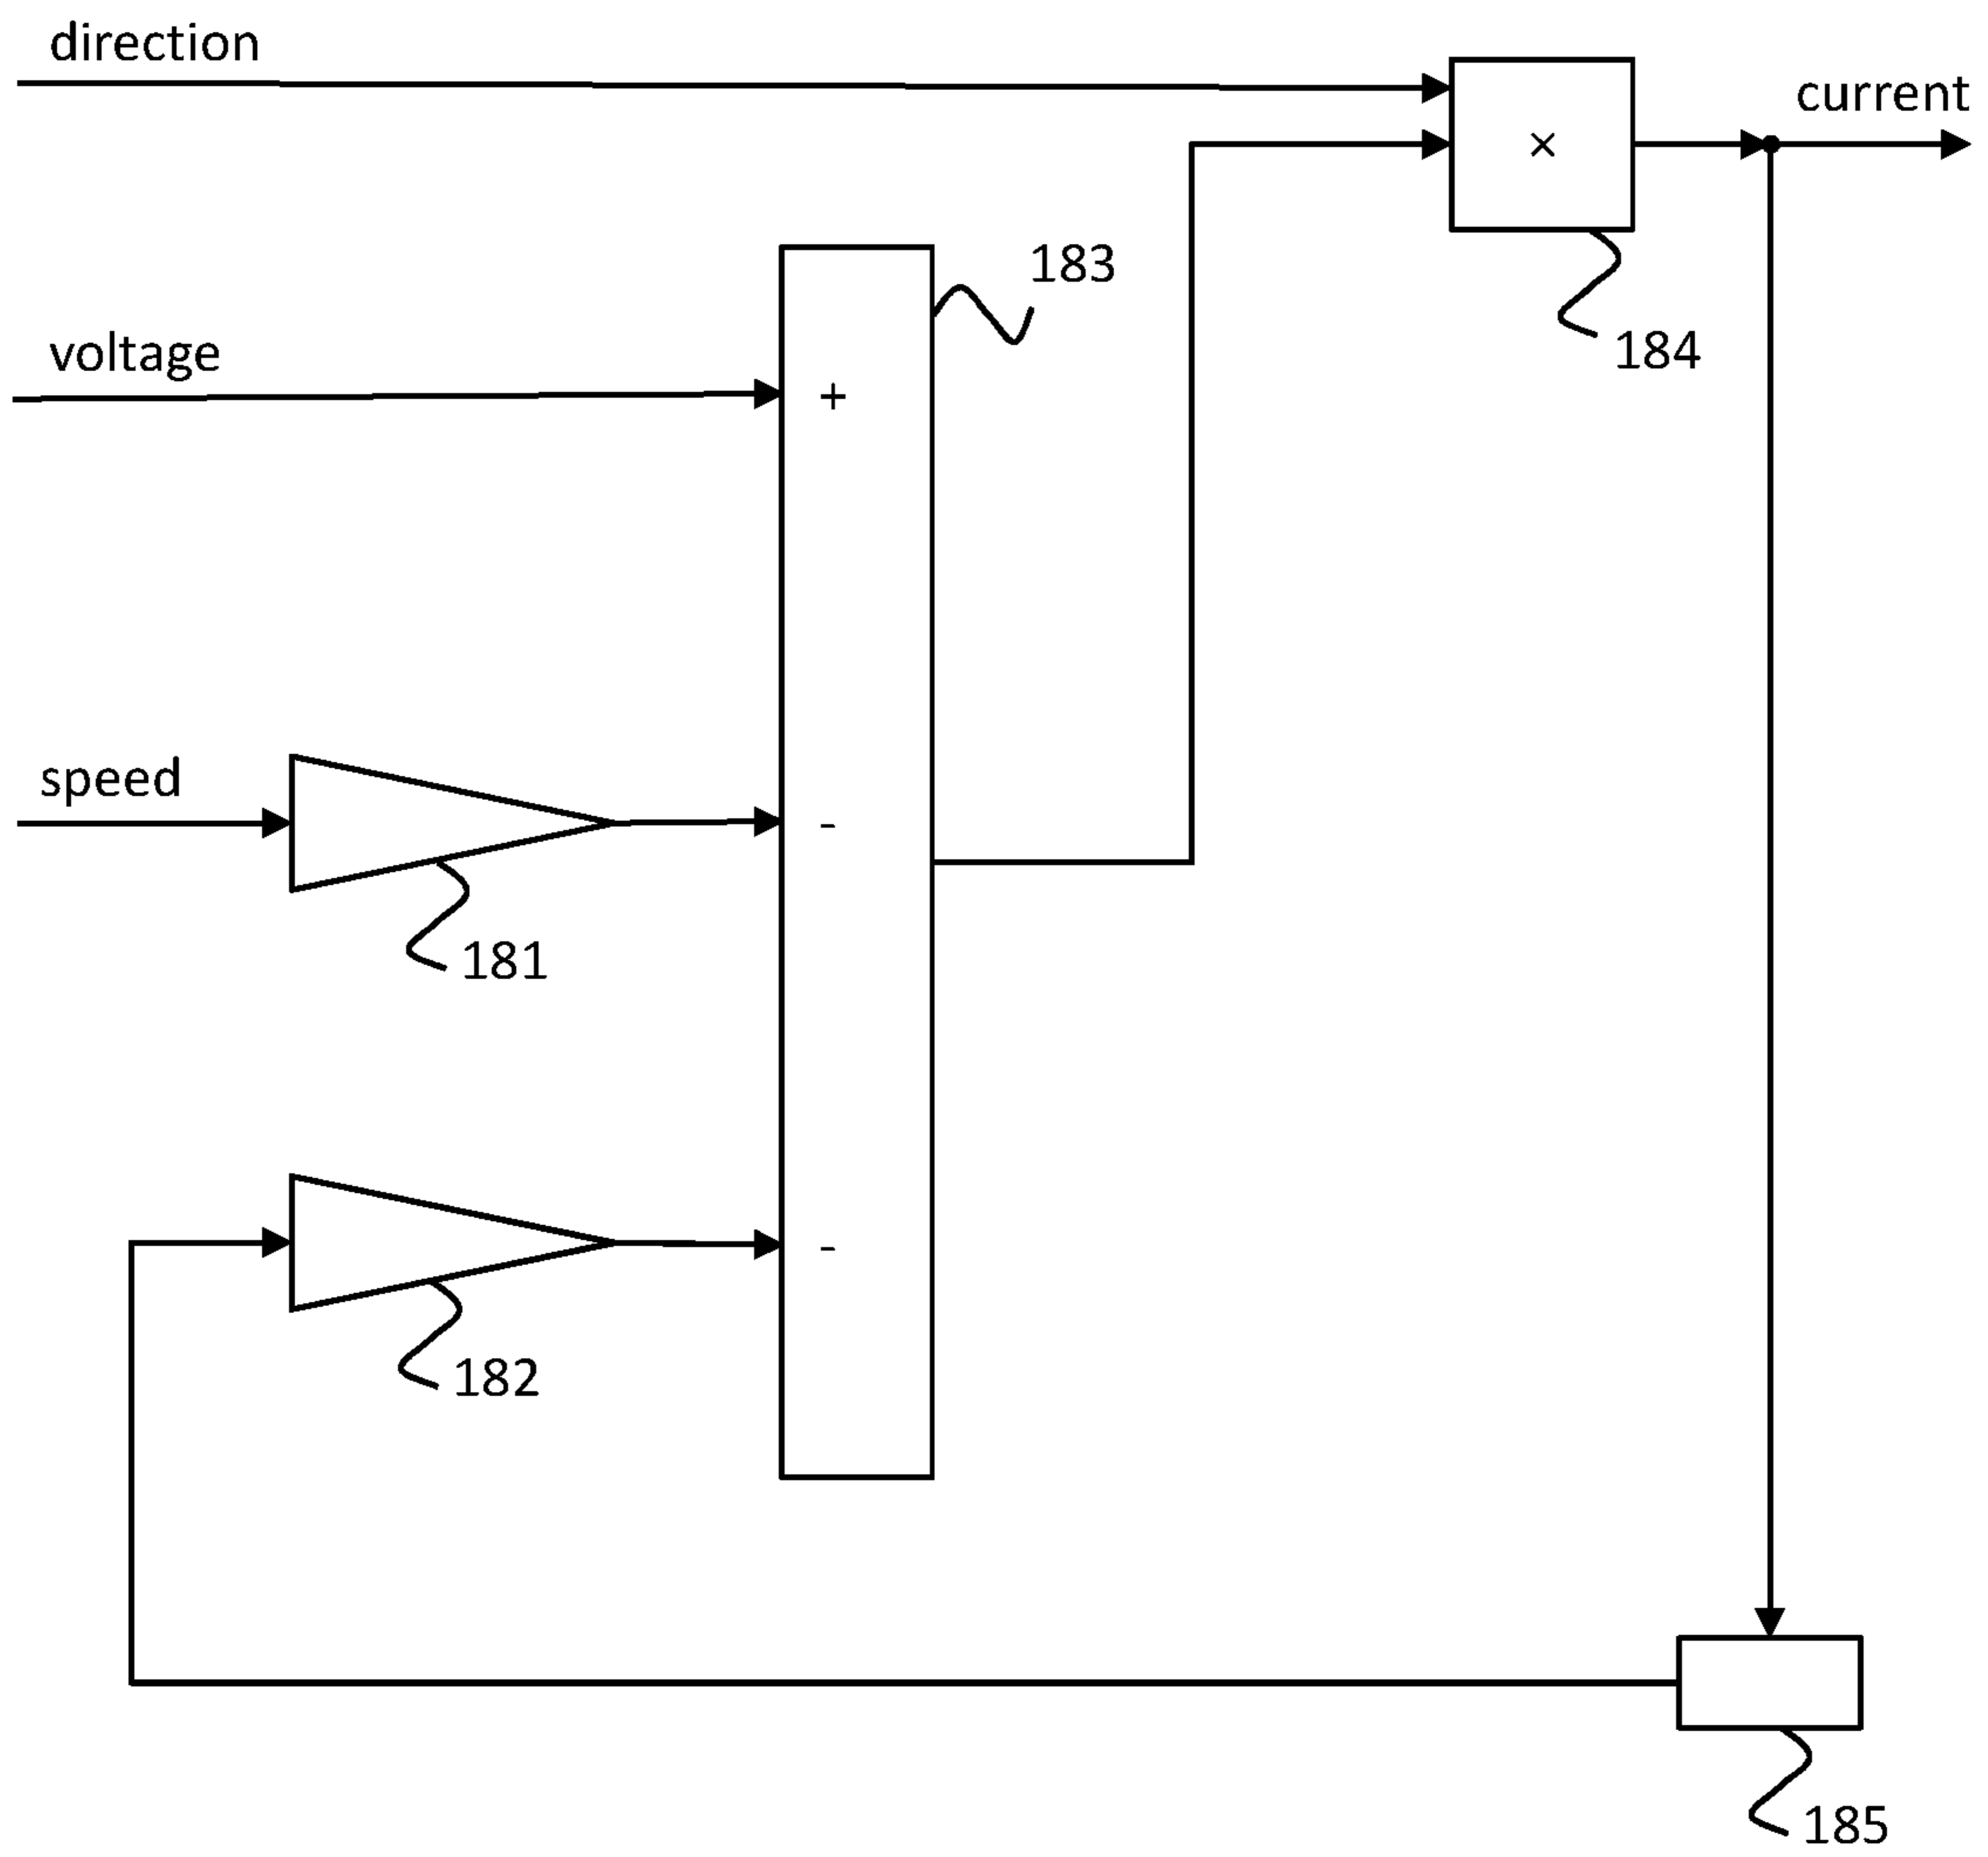 direction
current
×
183
184
voltage
+
speed
-
181
-
182
185